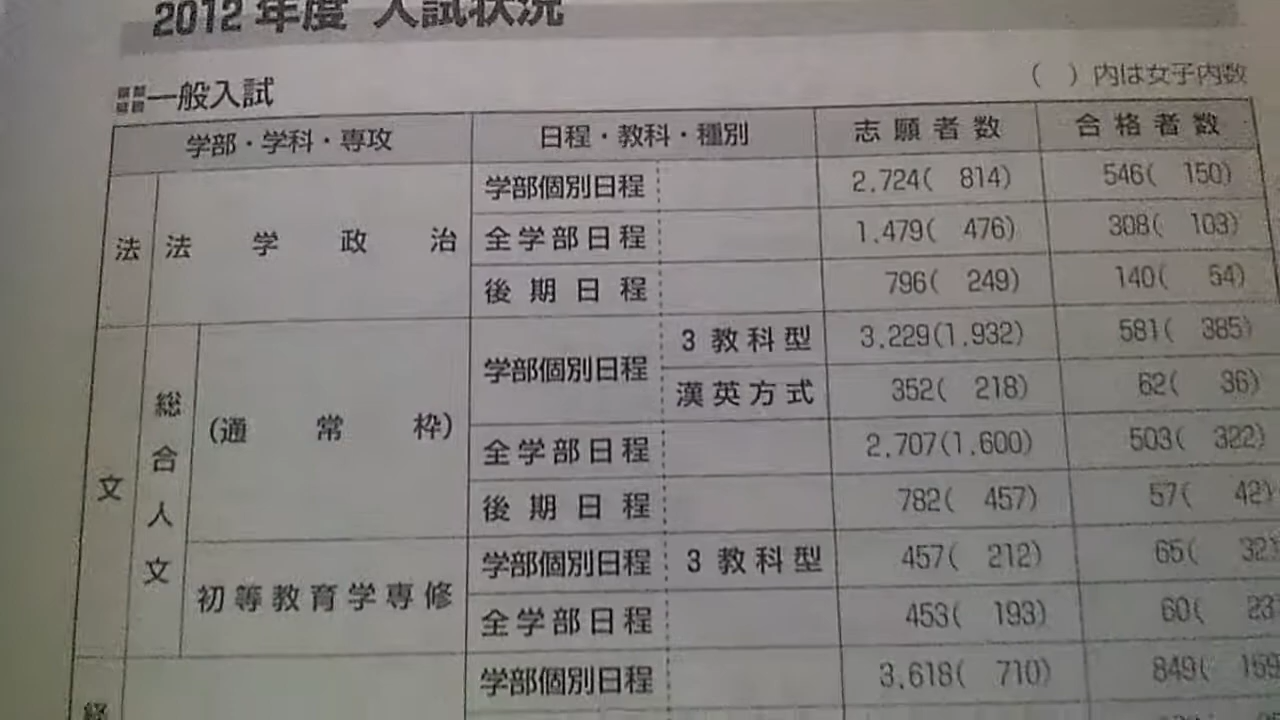 2012 年度 入試状況
一般入試
( )内は女子内数
学部・学科・専攻 日程・教科・種別 志願者数 合格者数
法 法学政治 学部個別日程 2,724( 814) 546( 150)
全学部日程 1,479( 476) 308( 103)
後期日程 796( 249) 140( 54)
文 総合人文 (通常枠) 学部個別日程 3教科型 3,229(1,932) 581( 385)
漢英方式 352( 218) 62( 36)
全学部日程 2,707(1,600) 503( 322)
後期日程 782( 457) 57( 42)
初等教育学専修 学部個別日程 3教科型 457( 212) 65( 32)
全学部日程 453( 193) 60( 23
経 学部個別日程 3,618( 710) 849( 159